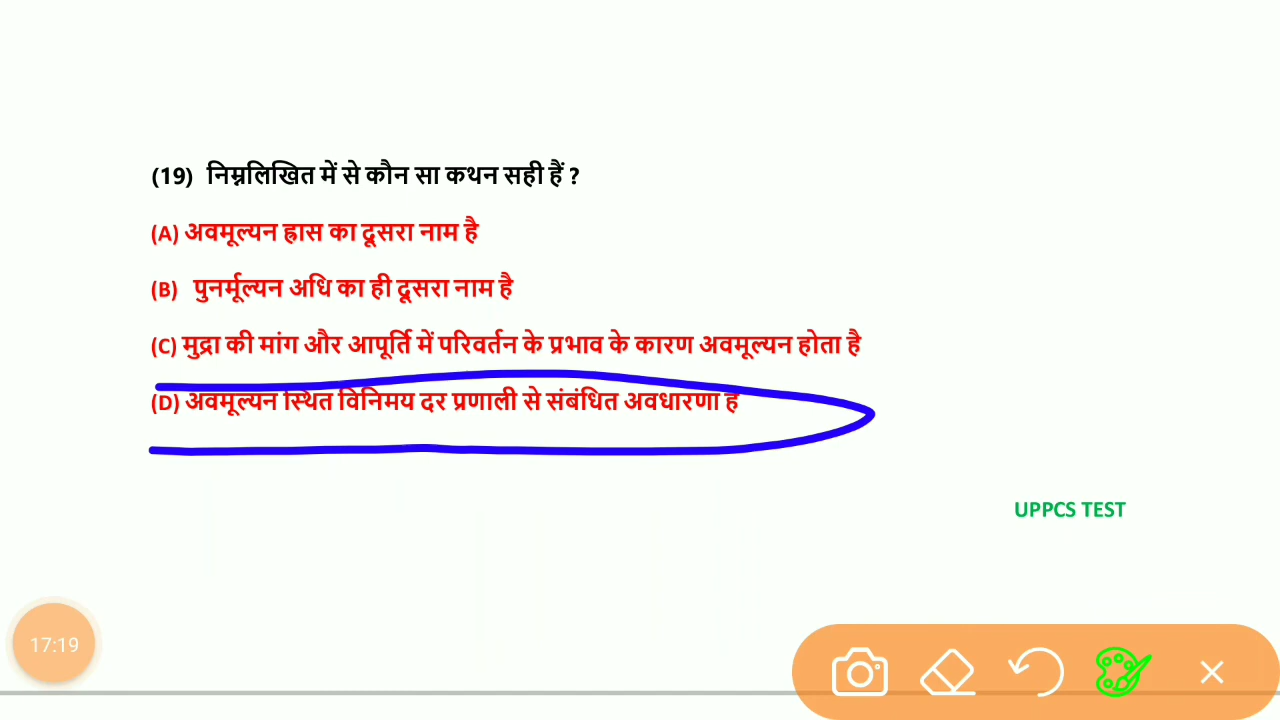 (19) निम्नलिखित में से कौन सा कथन सही हैं ?
(A) अवमूल्यन ह्रास का दूसरा नाम है
(B) पुनर्मूल्यन अधि का ही दूसरा नाम है
(C) मुद्रा की मांग और आपूर्ति में परिवर्तन के प्रभाव के कारण अवमूल्यन होता है
(D) अवमूल्यन स्थित विनिमय दर प्रणाली से संबंधित अवधारणा है
UPPCS TEST
17:19